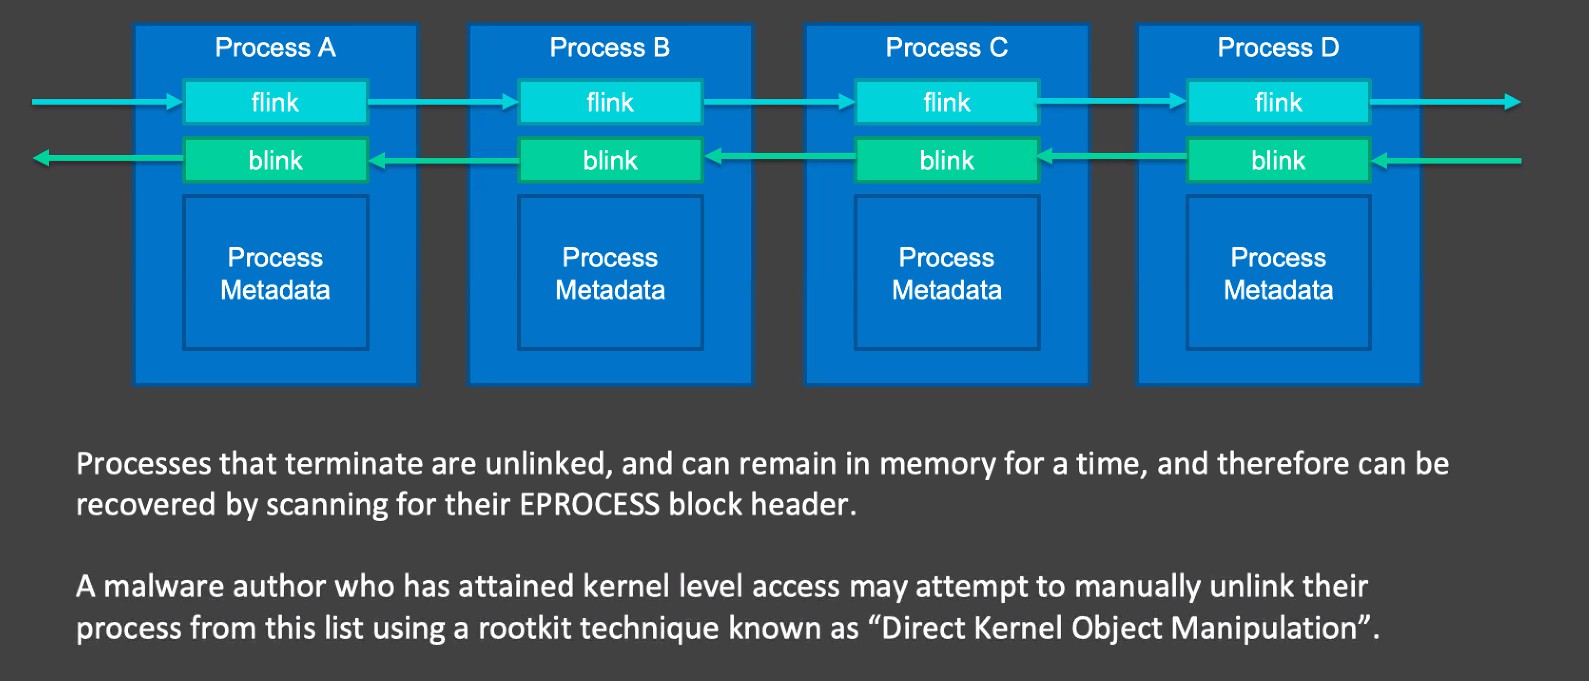 Process A
Process B
Process C
Process D
flink
flink
flink
flink
blink
blink
blink
blink
Process
Metadata
Process
Metadata
Process
Metadata
Process
Metadata
Processes that terminate are unlinked, and can remain in memory for a time, and therefore can be
recovered by scanning for their EPROCESS block header.
A malware author who has attained kernel level access may attempt to manually unlink their
process from this list using a rootkit technique known as “Direct Kernel Object Manipulation”.